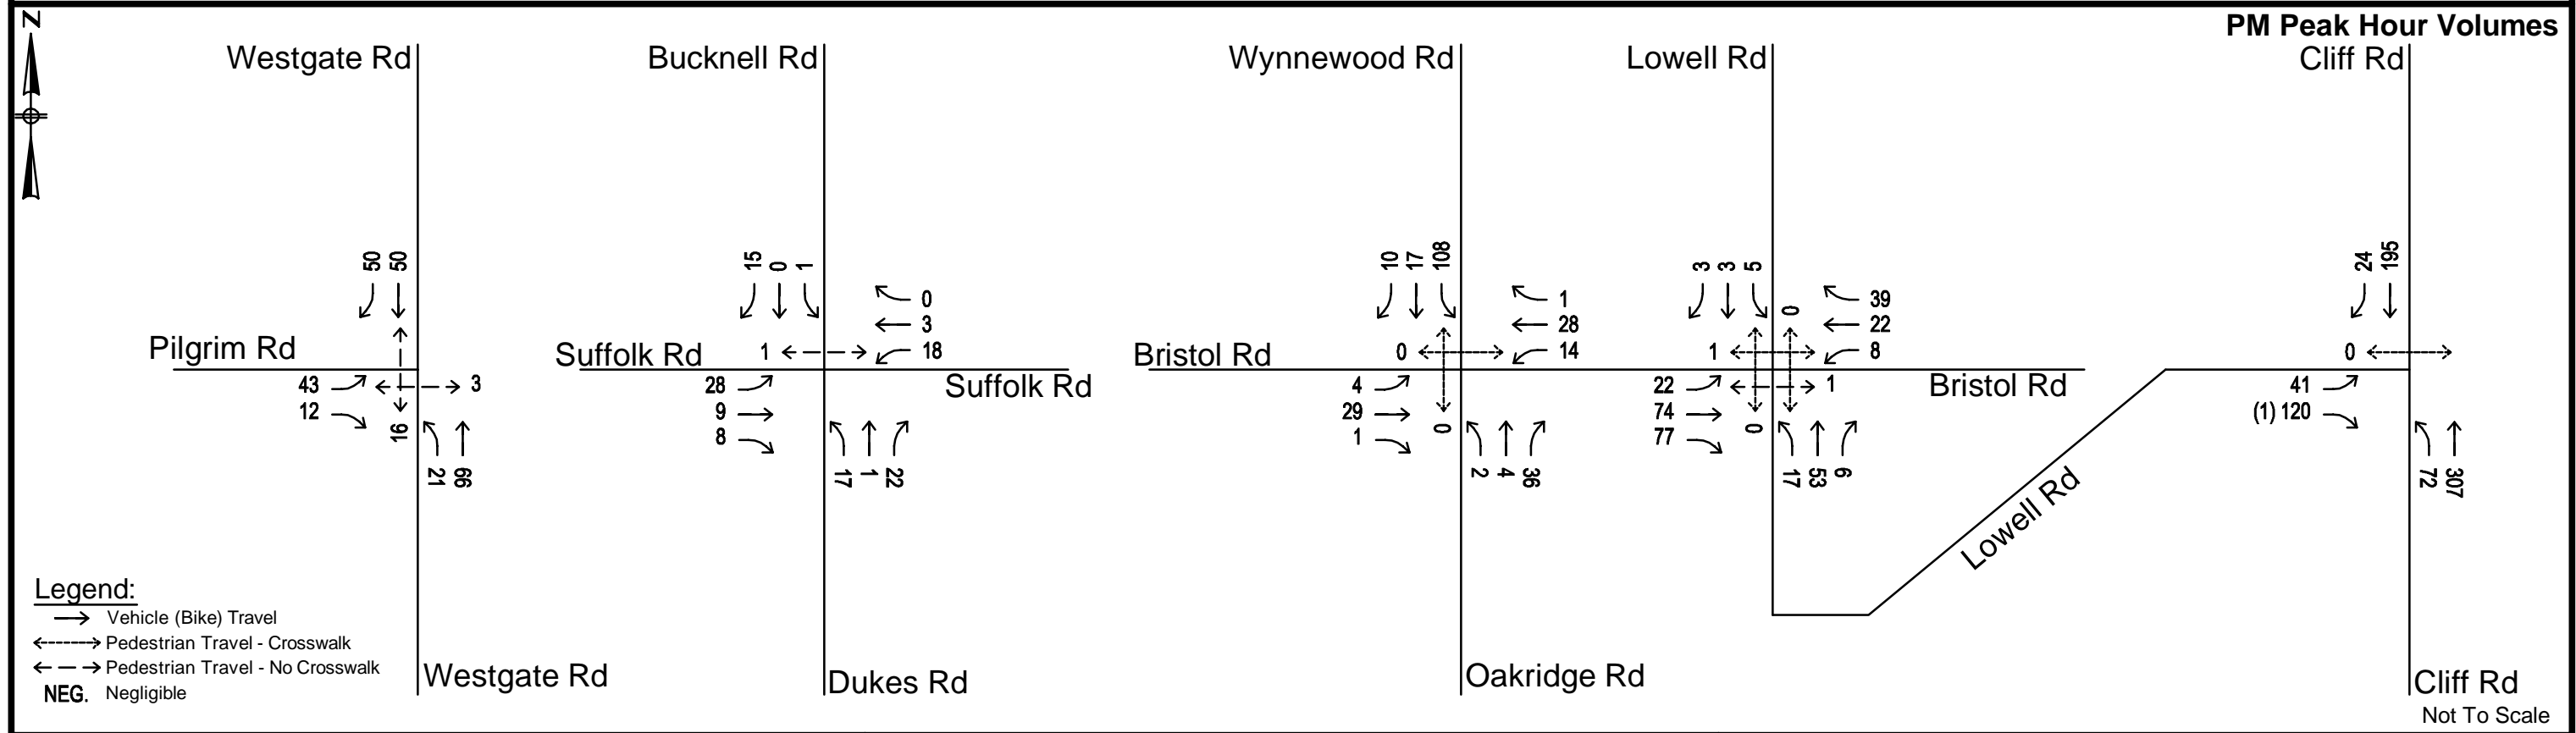 PM Peak Hour Volumes
N
Westgate Rd
Bucknell Rd
Wynnewood Rd
Lowell Rd
Cliff Rd
50 50
15 0 1
10 17 108
3 3 5
24 195
0
3
18
1
28
14
0
39
22
8
Pilgrim Rd
Suffolk Rd
1
Bristol Rd
0
1
0
43
12
3
16
28
9
8
Suffolk Rd
4
29
1
0
22
74
77
0
1
Bristol Rd
41
(1) 120
21 66
17 1 22
2 4 36
17 53 6
72 307
Lowell Rd
Legend:
Vehicle (Bike) Travel
Pedestrian Travel - Crosswalk
Pedestrian Travel - No Crosswalk
NEG. Negligible
Westgate Rd
Dukes Rd
Oakridge Rd
Cliff Rd
Not To Scale